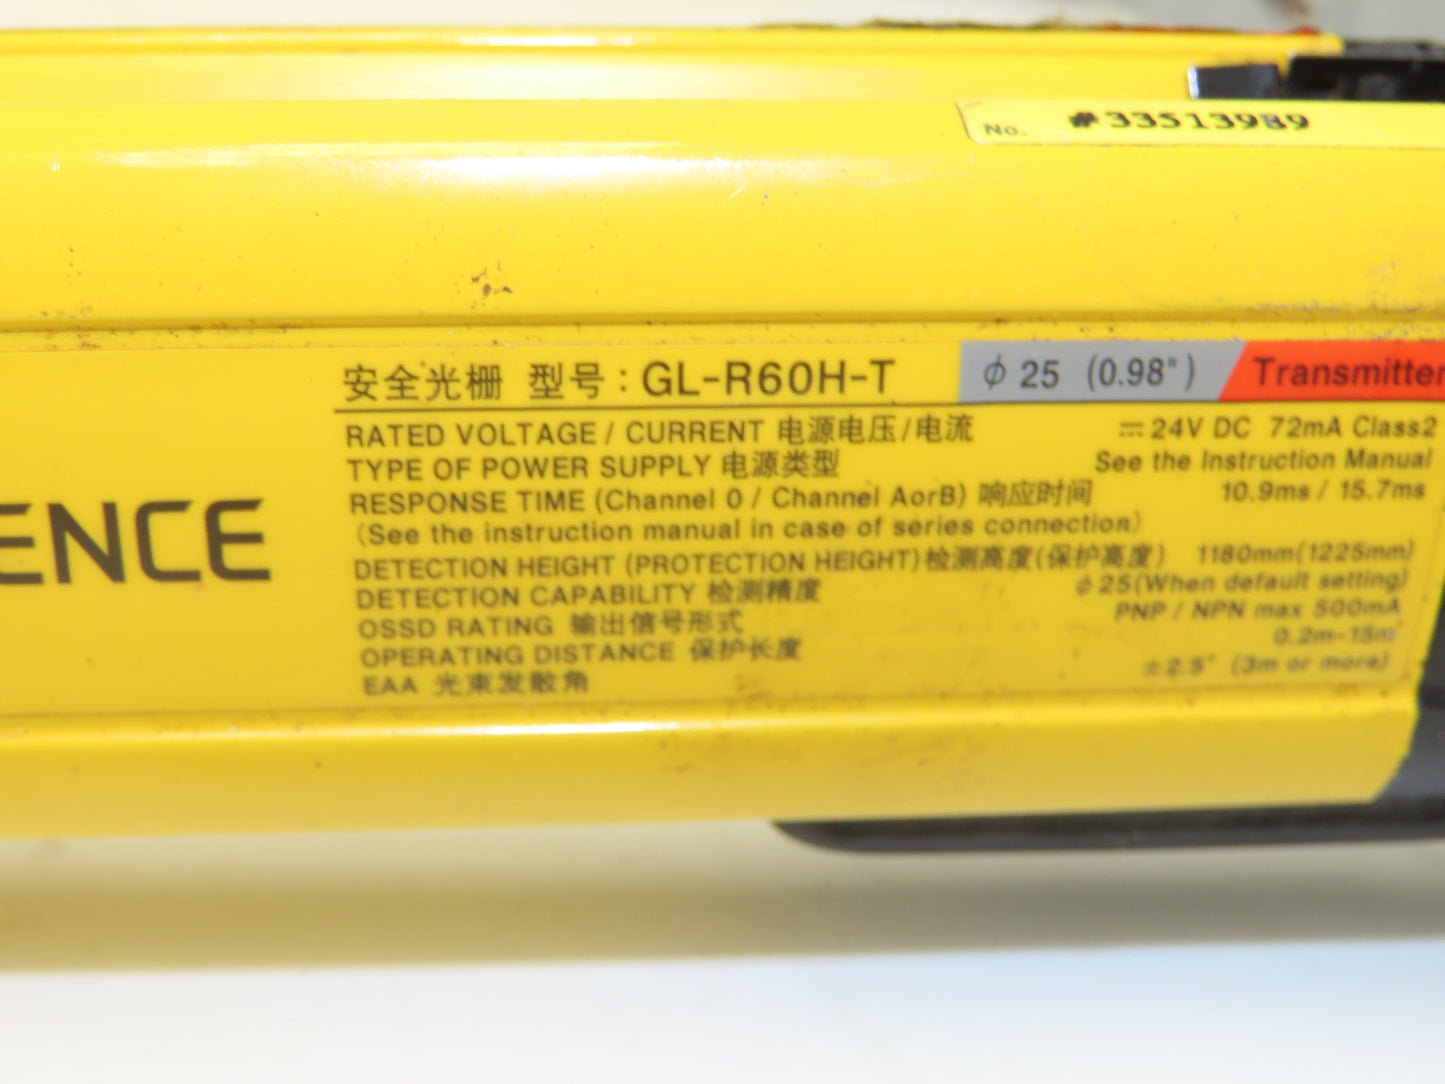 No. #33513989
安全光栅 型号：GL-R60H-T ϕ25 (0.98") Transmitter
ENCE
RATED VOLTAGE / CURRENT 电源电压/电流 ⎓24V DC 72mA Class2
TYPE OF POWER SUPPLY 电源类型 See the Instruction Manual
RESPONSE TIME (Channel 0 / Channel AorB) 响应时间 10.9ms / 15.7ms
(See the instruction manual in case of series connection)
DETECTION HEIGHT (PROTECTION HEIGHT) 检测高度(保护高度) 1180mm(1225mm)
DETECTION CAPABILITY 检测精度 ϕ25(When default setting)
OSSD RATING 输出信号形式 PNP / NPN max 500mA
OPERATING DISTANCE 保护长度 0.2m-15m
EAA 光束发散角 ±2.5° (3m or more)